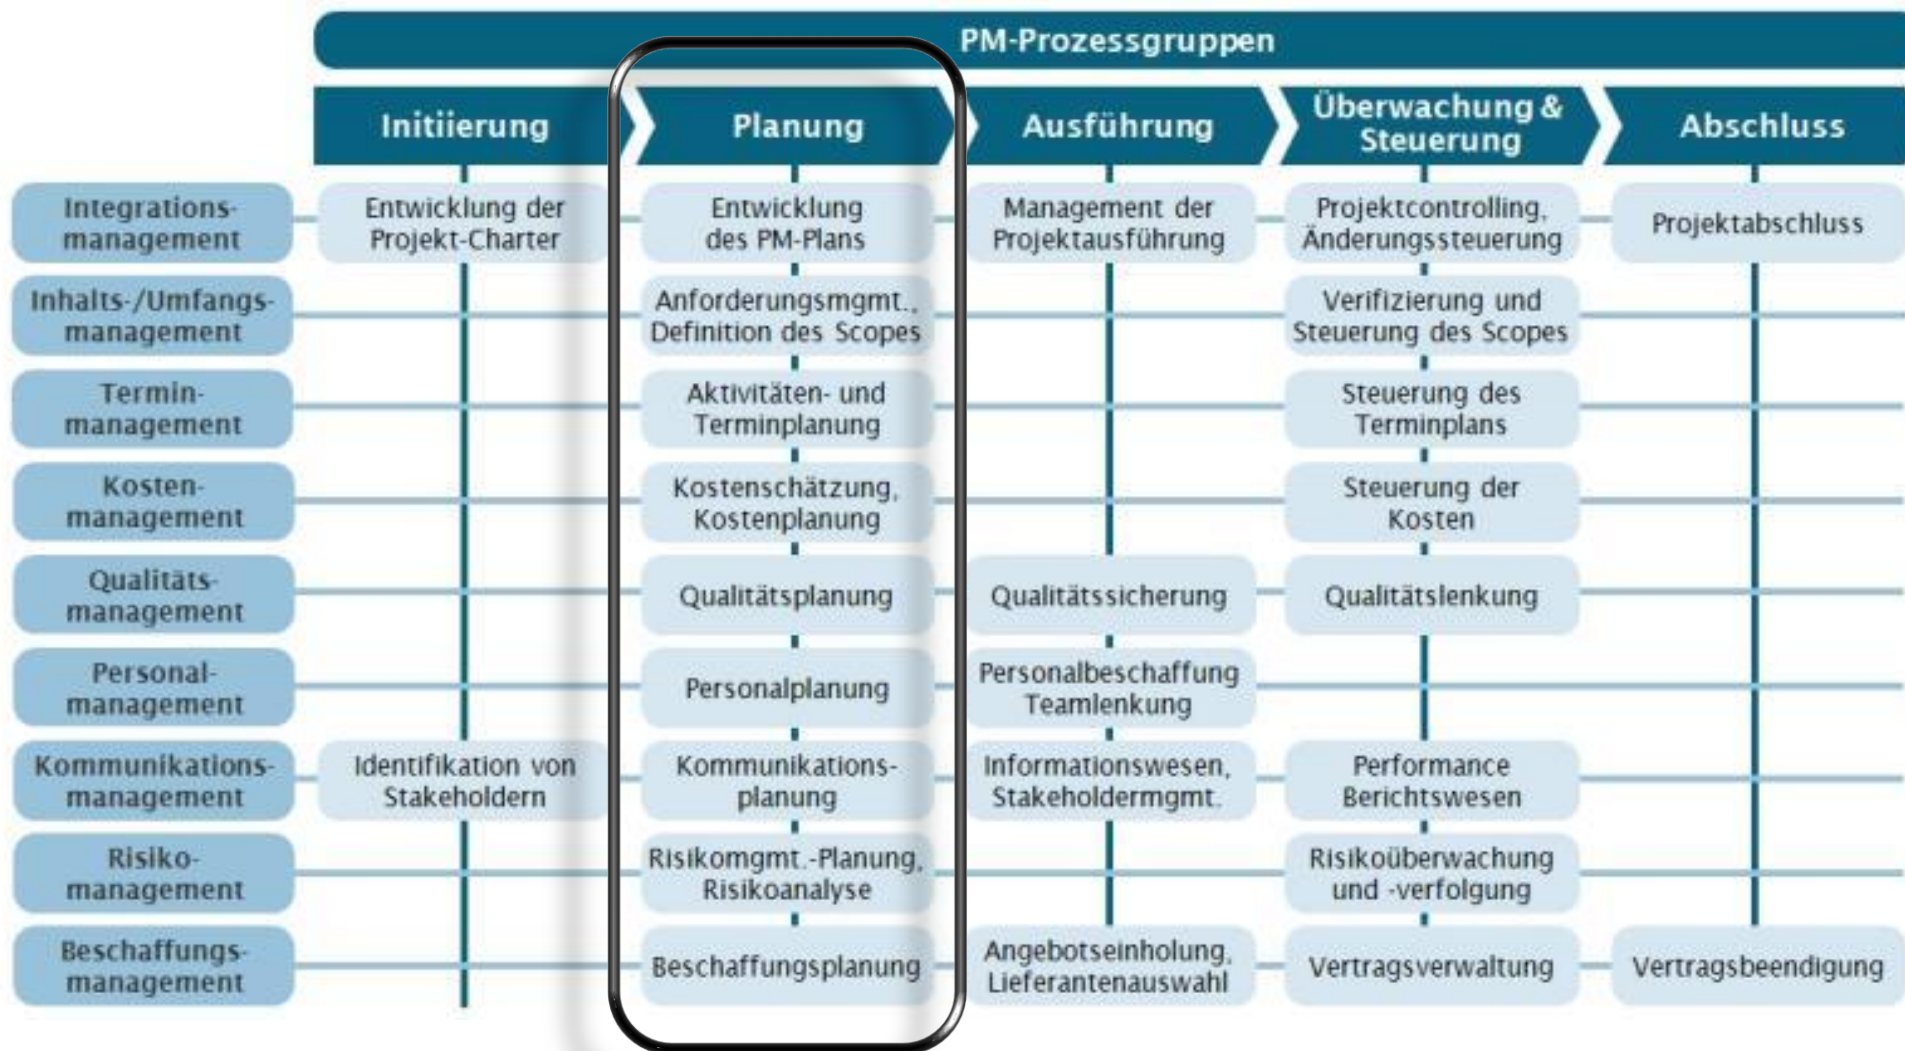 PM-Prozessgruppen
Initiierung
Planung
Ausführung
Überwachung &
Steuerung
Abschluss
Integrations-
management
Entwicklung der
Projekt-Charter
Entwicklung
des PM-Plans
Management der
Projektausführung
Projektcontrolling,
Änderungssteuerung
Projektabschluss
Inhalts-/Umfangs-
management
Anforderungsmgmt.,
Definition des Scopes
Verifizierung und
Steuerung des Scopes
Termin-
management
Aktivitäten- und
Terminplanung
Steuerung des
Terminplans
Kosten-
management
Kostenschätzung,
Kostenplanung
Steuerung der
Kosten
Qualitäts-
management
Qualitätsplanung
Qualitätssicherung
Qualitätslenkung
Personal-
management
Personalplanung
Personalbeschaffung
Teamlenkung
Kommunikations-
management
Identifikation von
Stakeholdern
Kommunikations-
planung
Informationswesen,
Stakeholdermgmt.
Performance
Berichtswesen
Risiko-
management
Risikomgmt.-Planung,
Risikoanalyse
Risikoüberwachung
und -verfolgung
Beschaffungs-
management
Beschaffungsplanung
Angebotseinholung,
Lieferantenauswahl
Vertragsverwaltung
Vertragsbeendigung